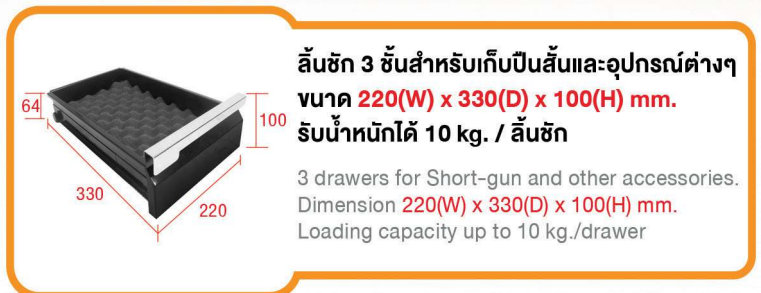 64
100
330
220
ลิ้นชัก 3 ชั้นสำหรับเก็บปืนสั้นและอุปกรณ์ต่างๆ
ขนาด 220(W) x 330(D) x 100(H) mm.
รับน้ำหนักได้ 10 kg. / ลิ้นชัก
3 drawers for Short-gun and other accessories.
Dimension 220(W) x 330(D) x 100(H) mm.
Loading capacity up to 10 kg./drawer